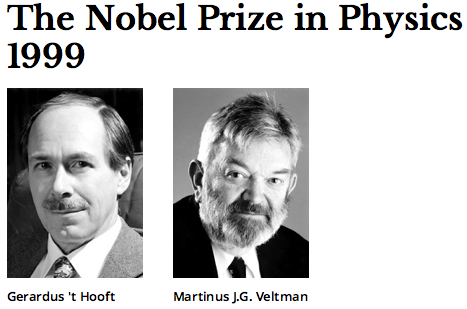 The Nobel Prize in Physics
1999
Gerardus 't Hooft
Martinus J.G. Veltman